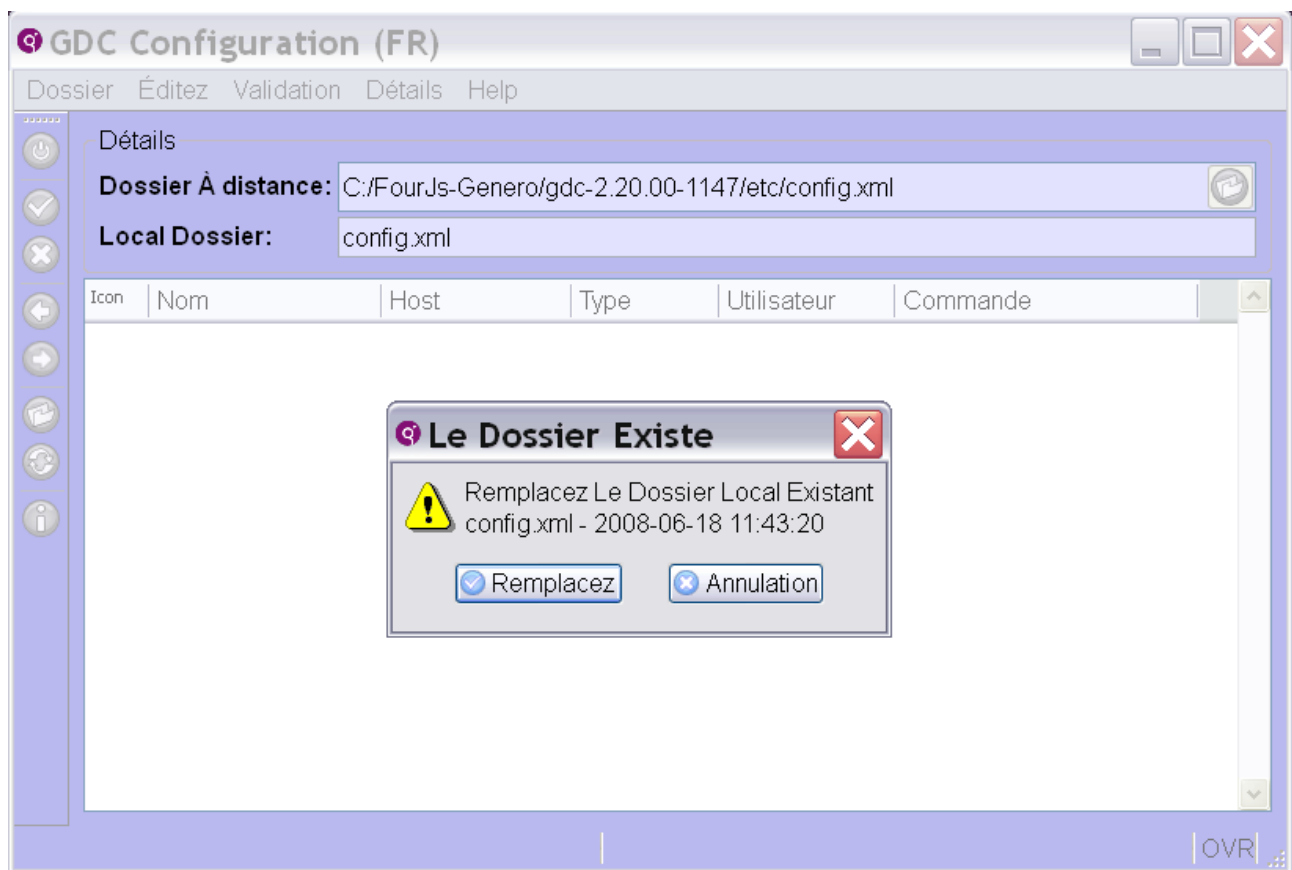 GDC Configuration (FR)
Dossier Éditez Validation Détails Help
Détails
Dossier À distance: C:/FourJs-Genero/gdc-2.20.00-1147/etc/config.xml
Local Dossier: config.xml
Icon Nom Host Type Utilisateur Commande
Le Dossier Existe
Remplacez Le Dossier Local Existant
config.xml - 2008-06-18 11:43:20
Remplacez Annulation
OVR